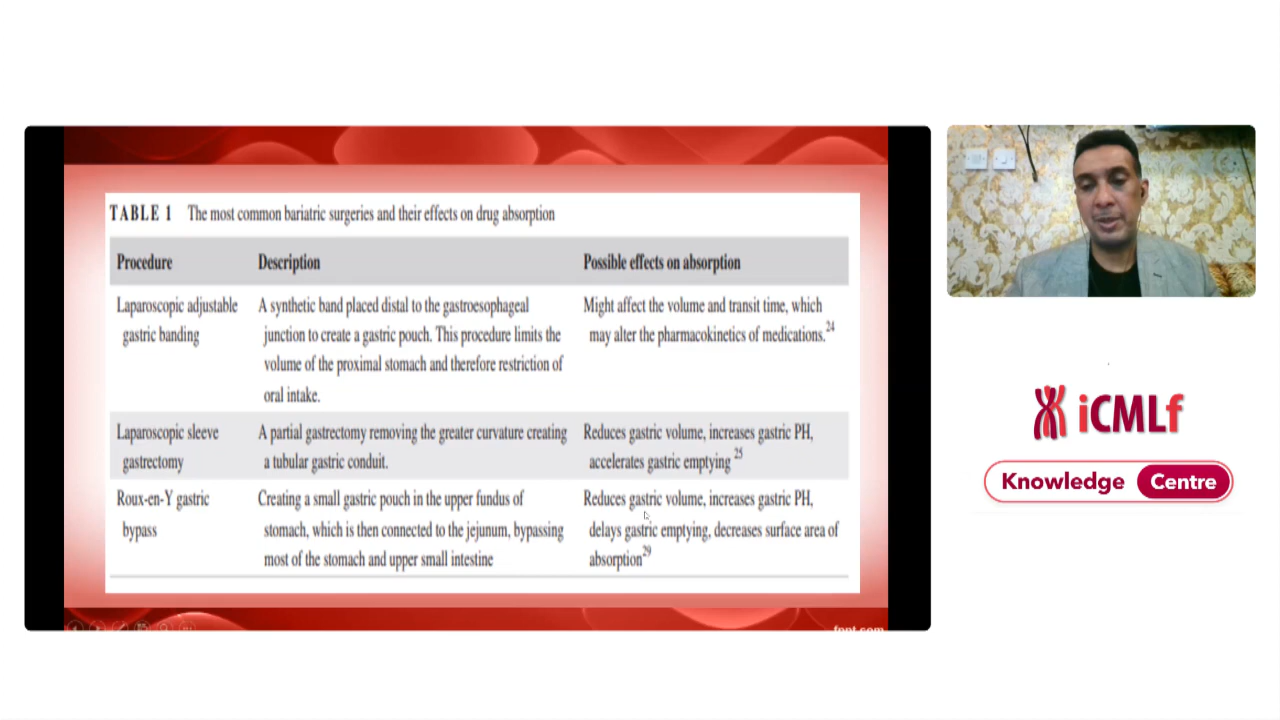 TABLE 1 The most common bariatric surgeries and their effects on drug absorption
Procedure Description Possible effects on absorption
Laparoscopic adjustable
gastric banding
A synthetic band placed distal to the gastroesophageal
junction to create a gastric pouch. This procedure limits the
volume of the proximal stomach and therefore restriction of
oral intake.
Might affect the volume and transit time, which
may alter the pharmacokinetics of medications.24
Laparoscopic sleeve
gastrectomy
A partial gastrectomy removing the greater curvature creating
a tubular gastric conduit.
Reduces gastric volume, increases gastric PH,
accelerates gastric emptying 25
Roux-en-Y gastric
bypass
Creating a small gastric pouch in the upper fundus of
stomach, which is then connected to the jejunum, bypassing
most of the stomach and upper small intestine
Reduces gastric volume, increases gastric PH,
delays gastric emptying, decreases surface area of
absorption29
fppt.com
iCMLf
Knowledge Centre